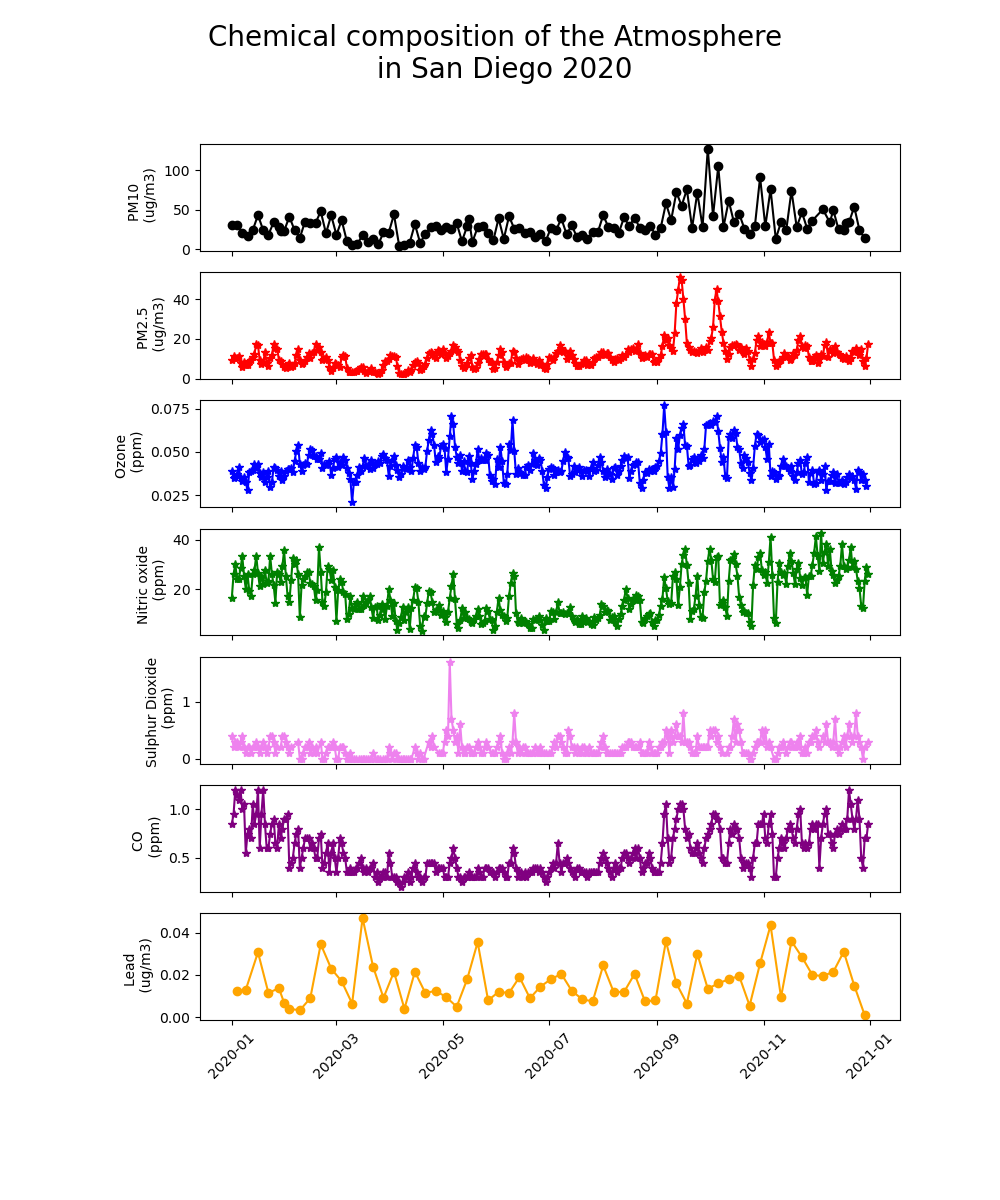 Chemical composition of the Atmosphere
in San Diego 2020
PM10
(ug/m3)
100
50
0
PM2.5
(ug/m3)
40
20
0
Ozone
(ppm)
0.075
0.050
0.025
Nitric oxide
(ppm)
40
20
Sulphur Dioxide
(ppm)
1
0
CO
(ppm)
1.0
0.5
Lead
(ug/m3)
0.04
0.02
0.00
2020-01
2020-03
2020-05
2020-07
2020-09
2020-11
2021-01